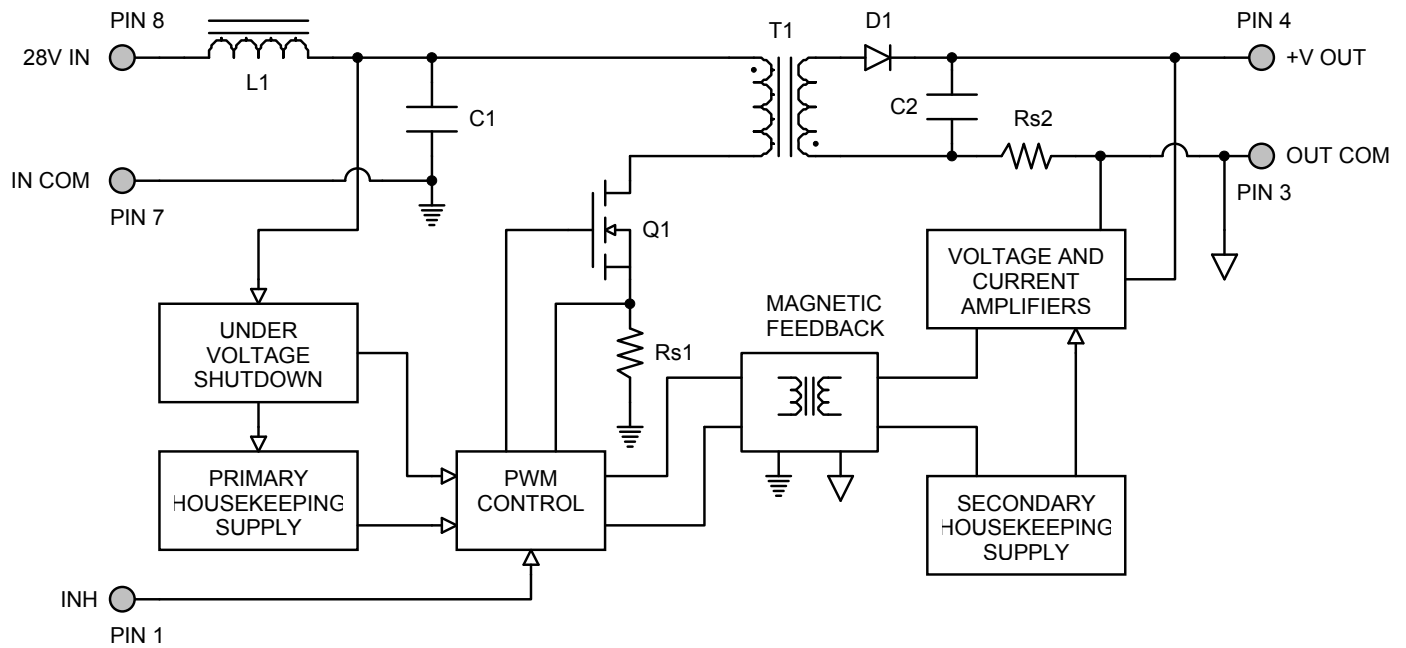 PIN 8
28V IN
L1
C1
IN COM
PIN 7
T1
D1
PIN 4
+V OUT
C2
Rs2
OUT COM
PIN 3
Q1
Rs1
UNDER
VOLTAGE
SHUTDOWN
PRIMARY
HOUSEKEEPING
SUPPLY
PWM
CONTROL
MAGNETIC
FEEDBACK
VOLTAGE AND
CURRENT
AMPLIFIERS
SECONDARY
HOUSEKEEPING
SUPPLY
INH
PIN 1